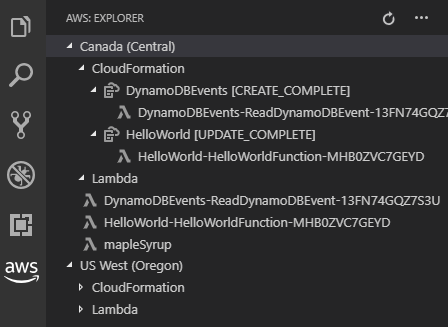 AWS: EXPLORER
Canada (Central)
CloudFormation
DynamoDBEvents [CREATE_COMPLETE]
DynamoDBEvents-ReadDynamoDBEvent-13FN74GQZ7
HelloWorld [UPDATE_COMPLETE]
HelloWorld-HelloWorldFunction-MHB0ZVC7GEYD
Lambda
DynamoDBEvents-ReadDynamoDBEvent-13FN74GQZ7S3U
HelloWorld-HelloWorldFunction-MHB0ZVC7GEYD
mapleSyrup
aws
US West (Oregon)
CloudFormation
Lambda